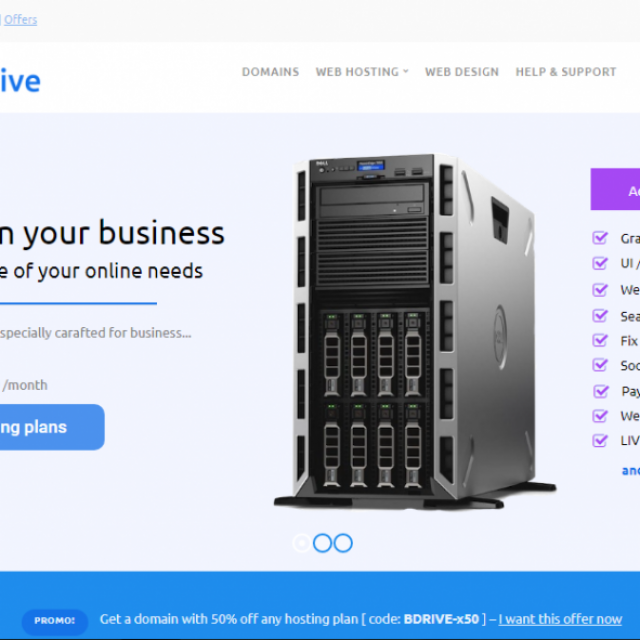 | Offers
ive
DOMAINS WEB HOSTING WEB DESIGN HELP & SUPPORT
n your business
e of your online needs
specially carafted for business...
/month
ng plans
DELL
A
Gra
UI /
We
Sea
Fix
Soc
Pay
We
LIV
and
PROMO! Get a domain with 50% off any hosting plan [ code: BDRIVE-x50 ] – I want this offer now